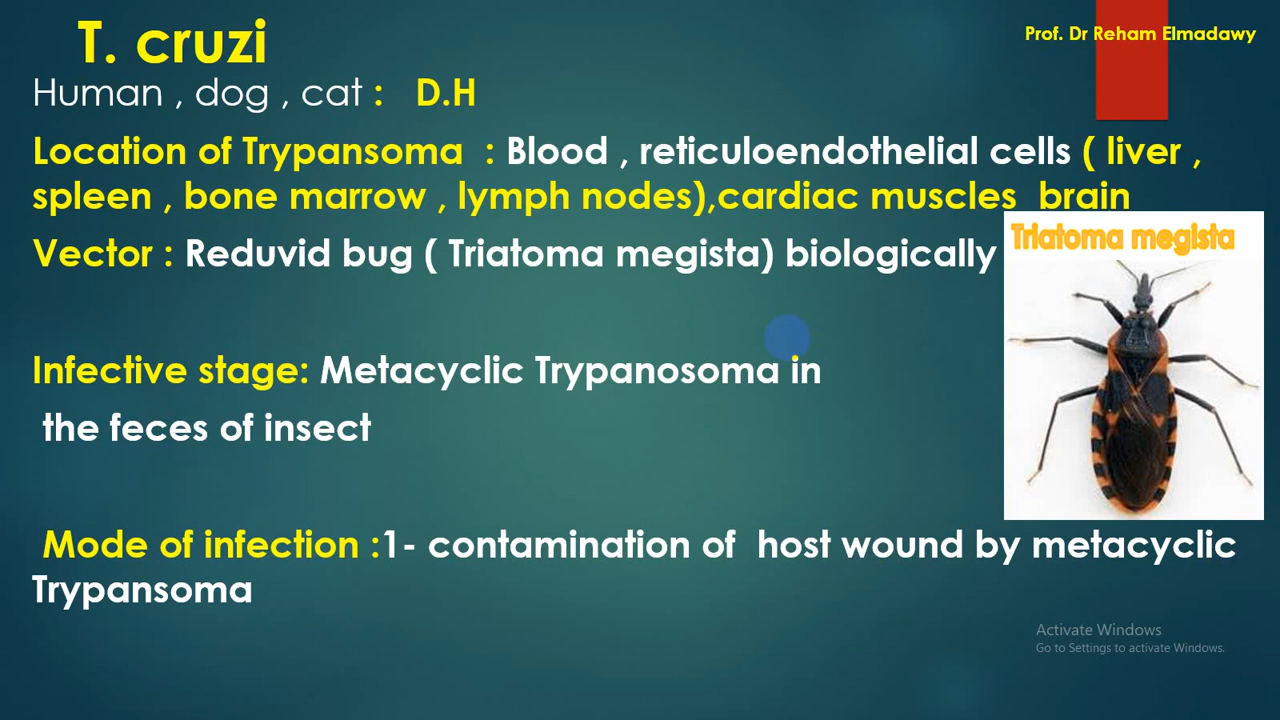 T. cruzi
Prof. Dr Reham Elmadawy
Human , dog , cat : D.H
Location of Trypansoma : Blood , reticuloendothelial cells ( liver ,
spleen , bone marrow , lymph nodes),cardiac muscles brain
Vector : Reduvid bug ( Triatoma megista) biologically
Triatoma megista
Infective stage: Metacyclic Trypanosoma in
the feces of insect
Mode of infection :1- contamination of host wound by metacyclic
Trypansoma
Activate Windows
Go to Settings to activate Windows.